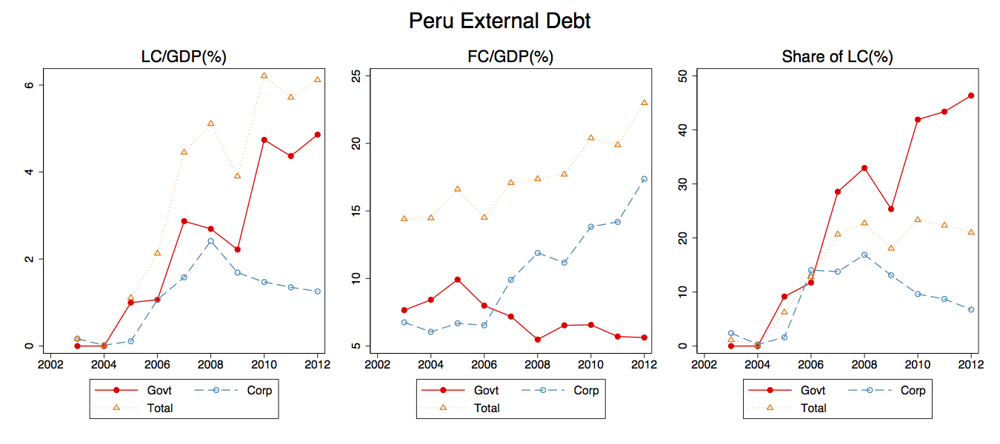 Peru External Debt
LC/GDP(%)
6
4
2
0
2002 2004 2006 2008 2010 2012
Govt Corp
Total
FC/GDP(%)
25
20
15
10
5
2002 2004 2006 2008 2010 2012
Govt Corp
Total
Share of LC(%)
50
40
30
20
10
0
2002 2004 2006 2008 2010 2012
Govt Corp
Total